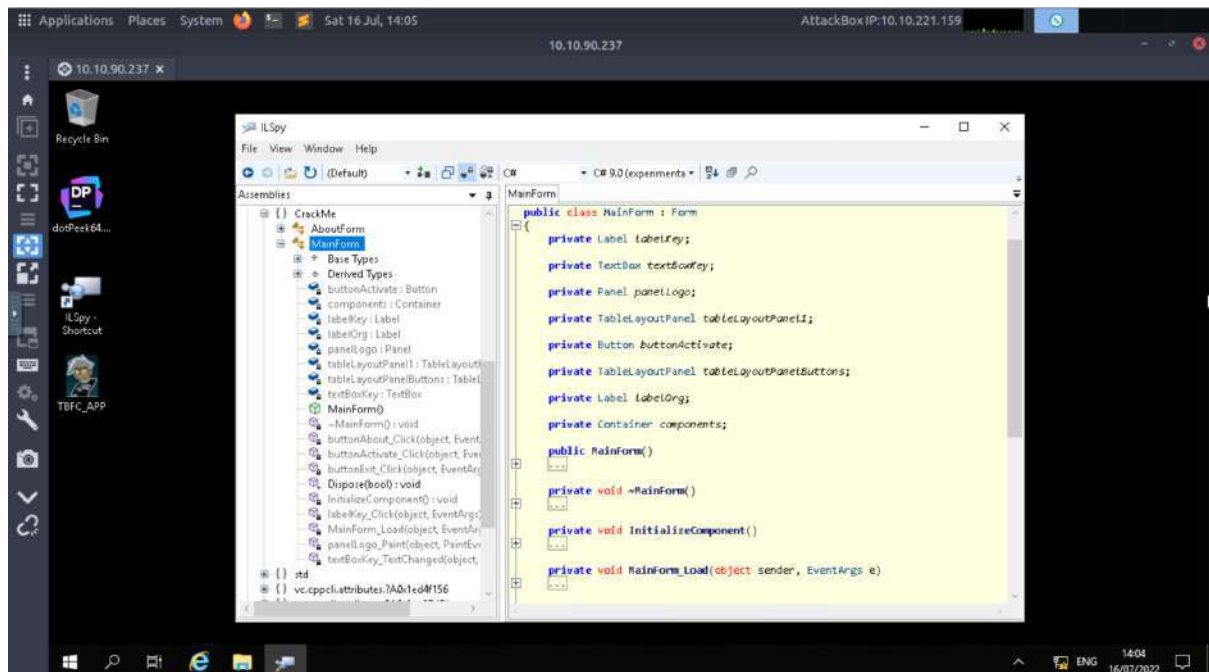 Applications Places System Sat 16 Jul, 14:05 AttackBox IP:10.10.221.159
10.10.90.237
10.10.90.237
Recycle Bin
dotPeek64....
ILSpy -
Shortcut
TBFC_APP
ILSpy
File View Window Help
(Default) C# C# 9.0 (experimenta
Assemblies
{ } CrackMe
AboutForm
MainForm
Base Types
Derived Types
buttonActivate : Button
components : Container
labelKey : Label
labelOrg : Label
panelLogo : Panel
tableLayoutPanel1 : TableLayout
tableLayoutPanelButtons : TableL
textBoxKey : TextBox
MainForm()
~MainForm() : void
buttonAbout_Click(object, Event
buttonActivate_Click(object, Eve
buttonExit_Click(object, EventAr
Dispose(bool) : void
InitializeComponent() : void
labelKey_Click(object, EventArgs)
MainForm_Load(object, EventAr
panelLogo_Paint(object, PaintEv
textBoxKey_TextChanged(object,
{ } std
{ } vc.cppcli.attributes.?A0x1ed4f156
MainForm
public class MainForm : Form
{
private Label labelKey;
private TextBox textBoxKey;
private Panel panelLogo;
private TableLayoutPanel tableLayoutPanel1;
private Button buttonActivate;
private TableLayoutPanel tableLayoutPanelButtons;
private Label labelOrg;
private Container components;
public MainForm()
...
private void ~MainForm()
...
private void InitializeComponent()
...
private void MainForm_Load(object sender, EventArgs e)
...
ENG
14:04
16/07/2022